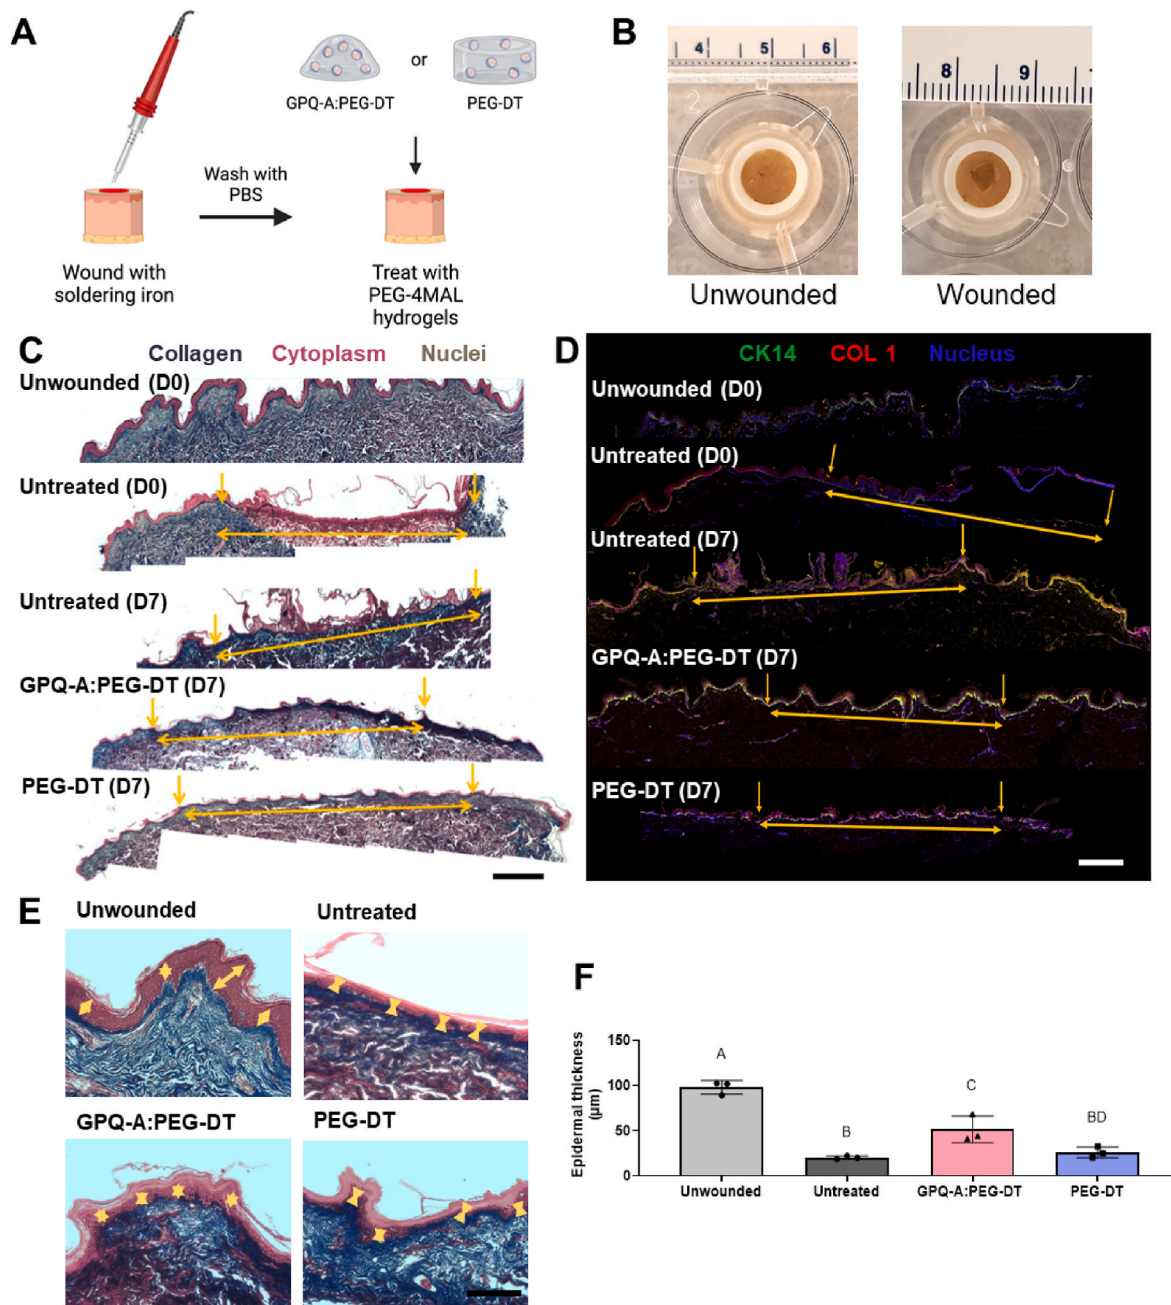 A
GPQ-A:PEG-DT
or
PEG-DT
Wash with
PBS
Wound with
soldering iron
Treat with
PEG-4MAL
hydrogels
B
4 5 6
2
8 9
Unwounded
Wounded
C
Collagen Cytoplasm Nuclei
Unwounded (D0)
Untreated (D0)
Untreated (D7)
GPQ-A:PEG-DT (D7)
PEG-DT (D7)
D
CK14 COL 1 Nucleus
Unwounded (D0)
Untreated (D0)
Untreated (D7)
GPQ-A:PEG-DT (D7)
PEG-DT (D7)
E
Unwounded
Untreated
GPQ-A:PEG-DT
PEG-DT
F
Epidermal thickness
(µm)
150
100
50
0
A
B
C
BD
Unwounded
Untreated
GPQ-A:PEG-DT
PEG-DT